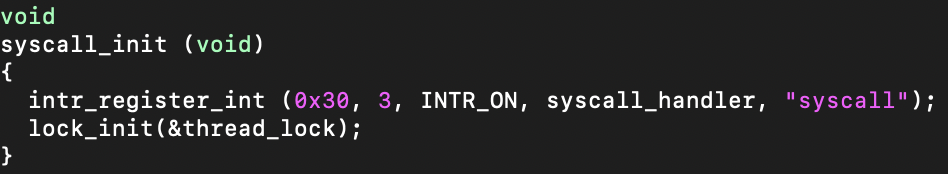 void
syscall_init (void)
{
  intr_register_int (0x30, 3, INTR_ON, syscall_handler, "syscall");
  lock_init(&thread_lock);
}